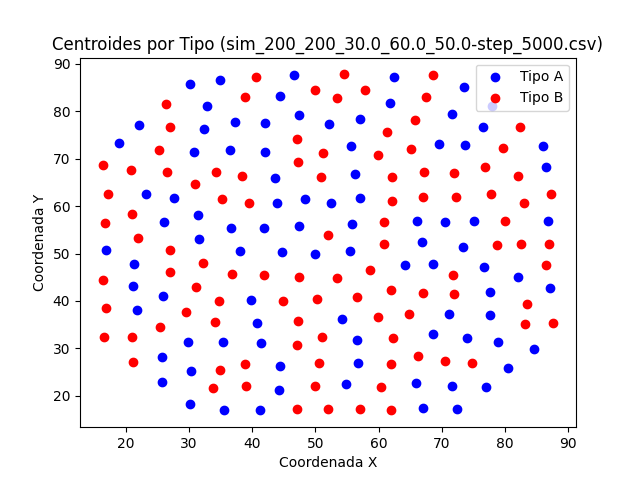 Centroides por Tipo (sim_200_200_30.0_60.0_50.0-step_5000.csv)
Tipo A
Tipo B
90
80
70
60
50
40
30
20
Coordenada Y
20 30 40 50 60 70 80 90
Coordenada X